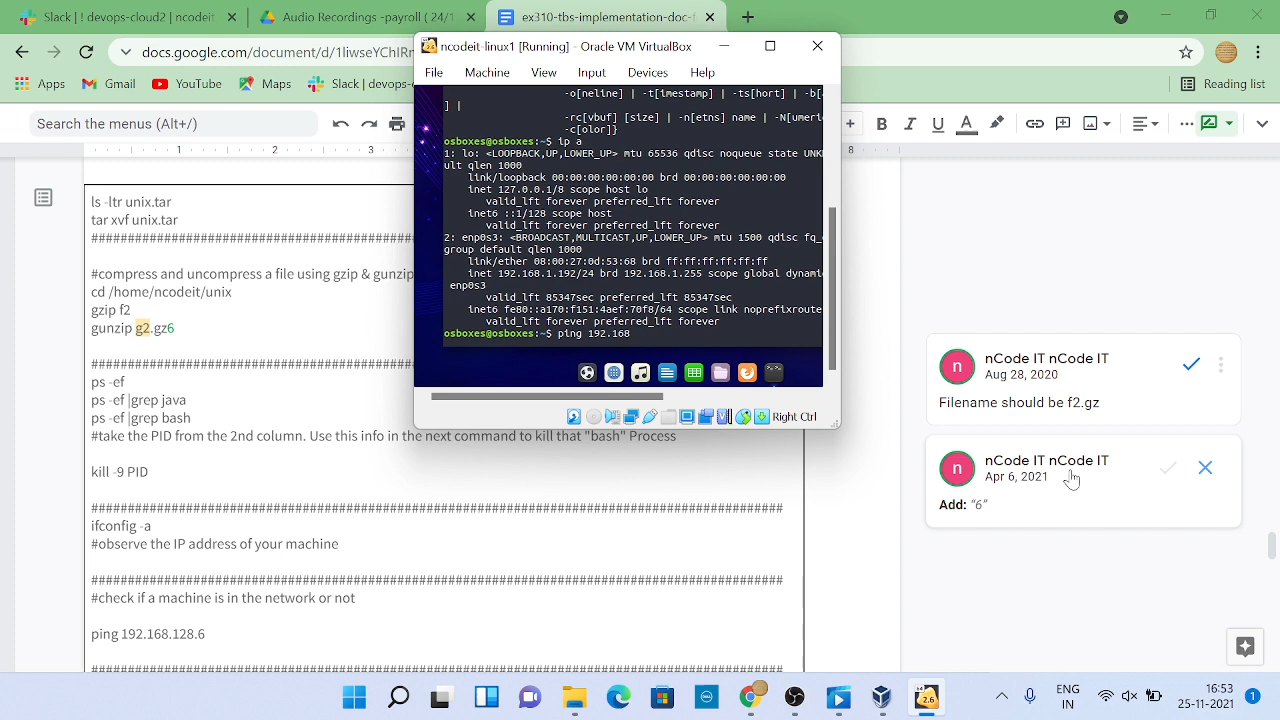 Slack | devops-cloud2 | ncodeit
Audio Recordings -payroll ( 24/1
ex310-tbs-implementation-doc-f
docs.google.com/document/d/1liwseYChIRn
Apps
Gmail
YouTube
Maps
Slack | devops-c
Reading list
Search the menus (Alt+/)
1
2
3
8
ncodeit-linux1 [Running] - Oracle VM VirtualBox
File
Machine
View
Input
Devices
Help
-o[neline] | -t[imestamp] | -ts[hort] | -b[a
] |
-rc[vbuf] [size] | -n[etns] name | -N[umeric
-c[olor]}
osboxes@osboxes:~$ ip a
1: lo: <LOOPBACK,UP,LOWER_UP> mtu 65536 qdisc noqueue state UNK
ult qlen 1000
link/loopback 00:00:00:00:00:00 brd 00:00:00:00:00:00
inet 127.0.0.1/8 scope host lo
valid_lft forever preferred_lft forever
inet6 ::1/128 scope host
valid_lft forever preferred_lft forever
2: enp0s3: <BROADCAST,MULTICAST,UP,LOWER_UP> mtu 1500 qdisc fq_c
group default qlen 1000
link/ether 08:00:27:0d:53:68 brd ff:ff:ff:ff:ff:ff
inet 192.168.1.192/24 brd 192.168.1.255 scope global dynami
enp0s3
valid_lft 85347sec preferred_lft 85347sec
inet6 fe80::a170:f151:4aef:70f8/64 scope link noprefixroute
valid_lft forever preferred_lft forever
osboxes@osboxes:~$ ping 192.168
Right Ctrl
ls -ltr unix.tar
tar xvf unix.tar
#############################################
#compress and uncompress a file using gzip & gunzip
cd /home/ncodeit/unix
gzip f2
gunzip g2.gz6
#############################################
ps -ef
ps -ef |grep java
ps -ef |grep bash
#take the PID from the 2nd column. Use this info in the next command to kill that "bash" Process
kill -9 PID
###############################################################################################
ifconfig -a
#observe the IP address of your machine
###############################################################################################
#check if a machine is in the network or not
ping 192.168.128.6
###############################################################################################
n
nCode IT nCode IT
Aug 28, 2020
Filename should be f2.gz
n
nCode IT nCode IT
Apr 6, 2021
Add: “6”
ENG
IN
16:53
25-11-2021
1